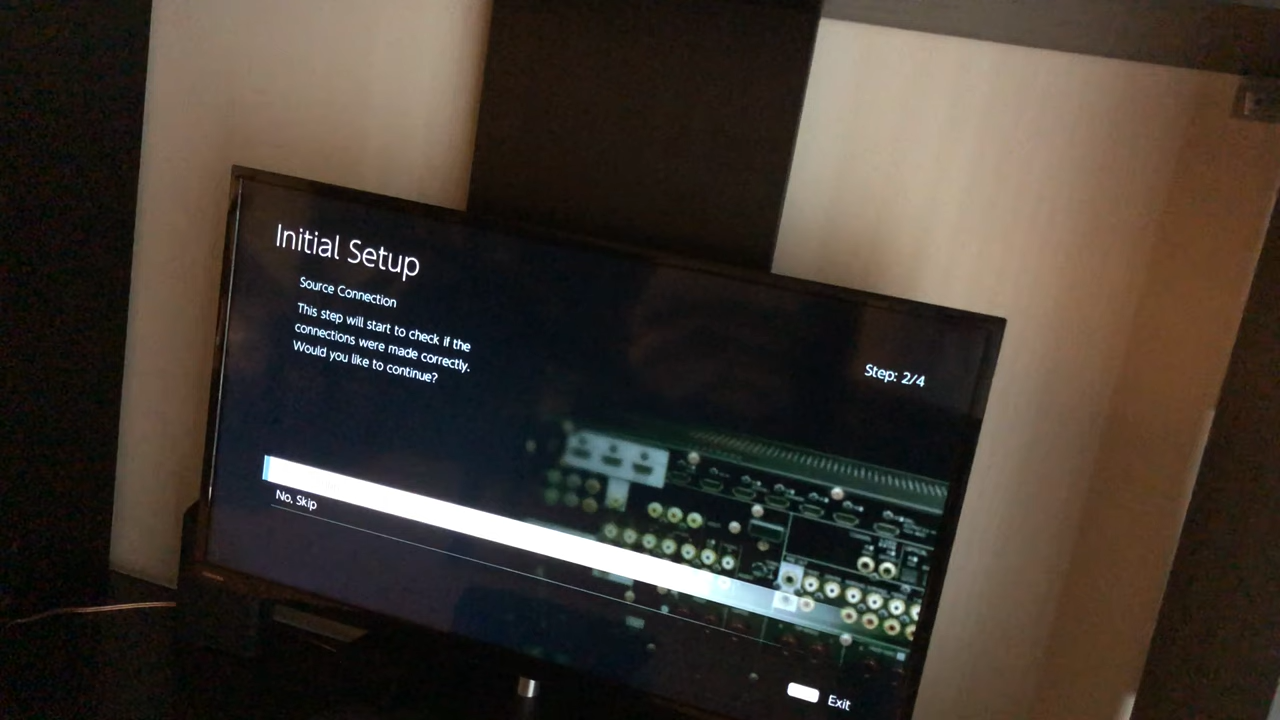 Initial Setup
Source Connection
This step will start to check if the
connections were made correctly.
Would you like to continue?
Step: 2/4
No, Skip
Exit